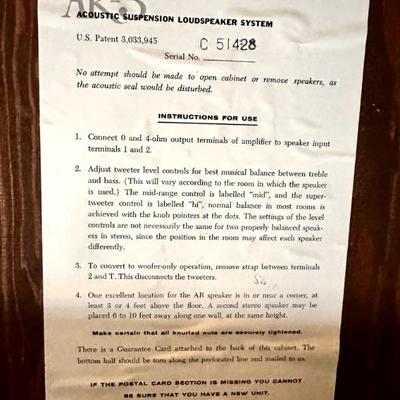 AR-3
ACOUSTIC SUSPENSION LOUDSPEAKER SYSTEM
U.S. Patent 3,033,945
C 51428
Serial No.
No attempt should be made to open cabinet or remove speakers, as
the acoustic seal would be disturbed.
INSTRUCTIONS FOR USE
1. Connect 0 and 4-ohm output terminals of amplifier to speaker input
terminals 1 and 2.
2. Adjust tweeter level controls for best musical balance between treble
and bass. (This will vary according to the room in which the speaker
is used.) The mid-range control is labelled "mid", and the super-
tweeter control is labelled "hi", normal balance in most rooms is
achieved with the knob pointers at the dots. The settings of the level
controls are not necessarily the same for two properly balanced speak-
ers in stereo, since the position in the room may affect each speaker
differently.
3. To convert to woofer-only operation, remove strap between terminals
2 and T. This disconnects the tweeters.
4. One excellent location for the AR speaker is in or near a corner, at
least 3 or 4 feet above the floor. A second stereo speaker may be
placed 6 to 10 feet away along one wall, at the same height.
Make certain that all knurled nuts are securely tightened.
There is a Guarantee Card attached to the back of this cabinet. The
bottom half should be torn along the perforated line and mailed to us.
IF THE POSTAL CARD SECTION IS MISSING YOU CANNOT
BE SURE THAT YOU HAVE A NEW UNIT.